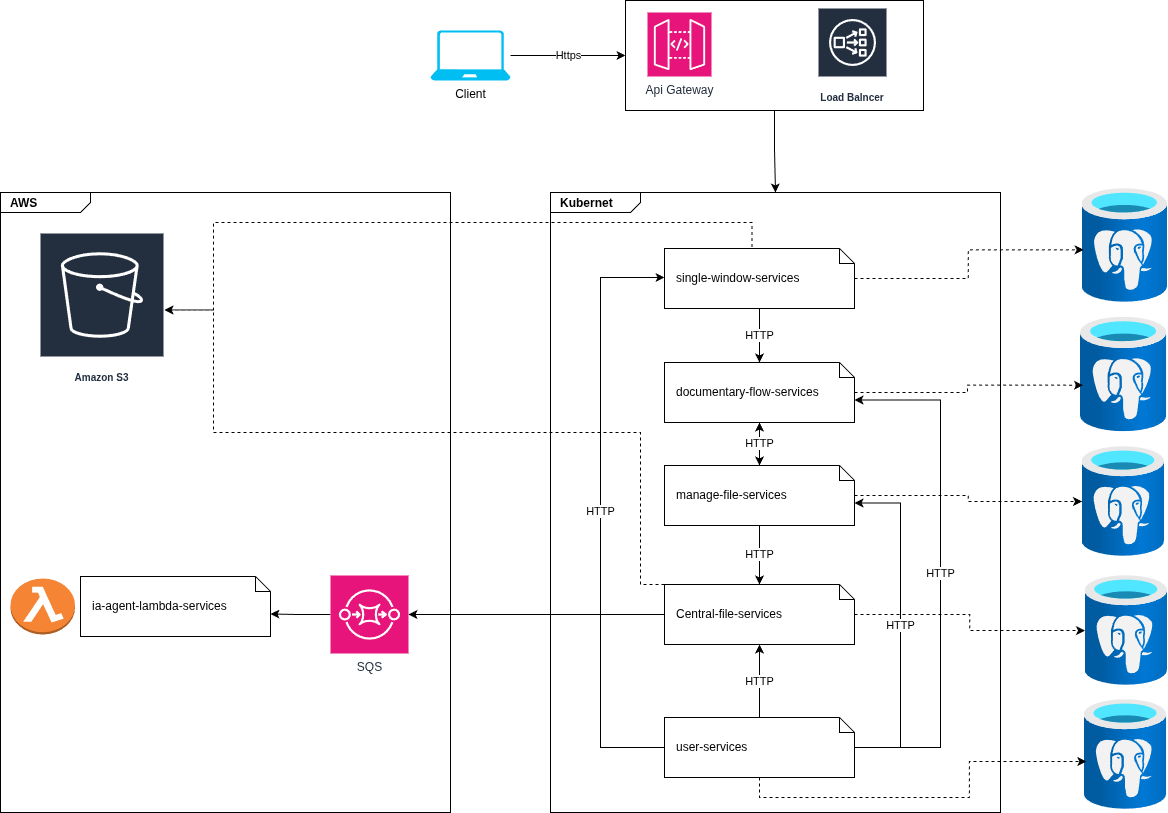 Https
Client
Api Gateway
Load Balncer
AWS
Kubernet
Amazon S3
single-window-services
HTTP
documentary-flow-services
HTTP
manage-file-services
HTTP
HTTP
HTTP
ia-agent-lambda-services
SQS
Central-file-services
HTTP
HTTP
user-services